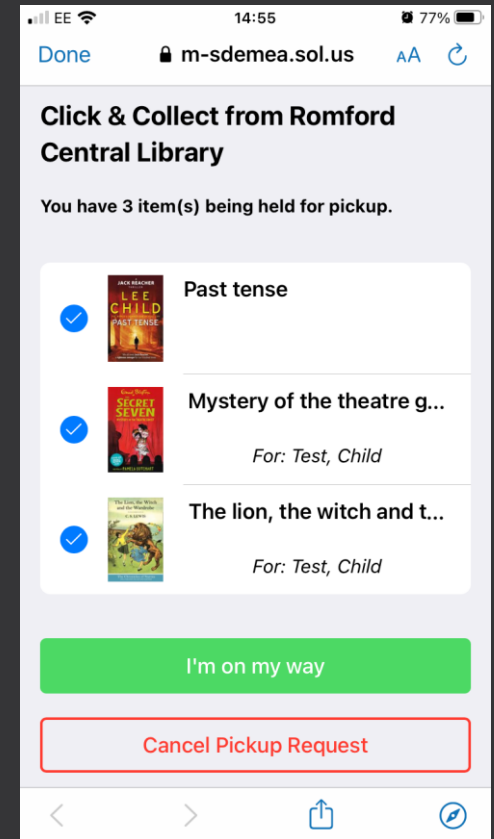 EE
14:55
77%
Done
m-sdemea.sol.us
AA
Click & Collect from Romford
Central Library
You have 3 item(s) being held for pickup.
JACK REACHER
LEE
CHILD
PAST TENSE
Past tense
Enid Blyton
SECRET
SEVEN
Mystery of the theatre g...
For: Test, Child
The Lion, the Witch
and the Wardrobe
C.S. LEWIS
The lion, the witch and t...
For: Test, Child
I'm on my way
Cancel Pickup Request